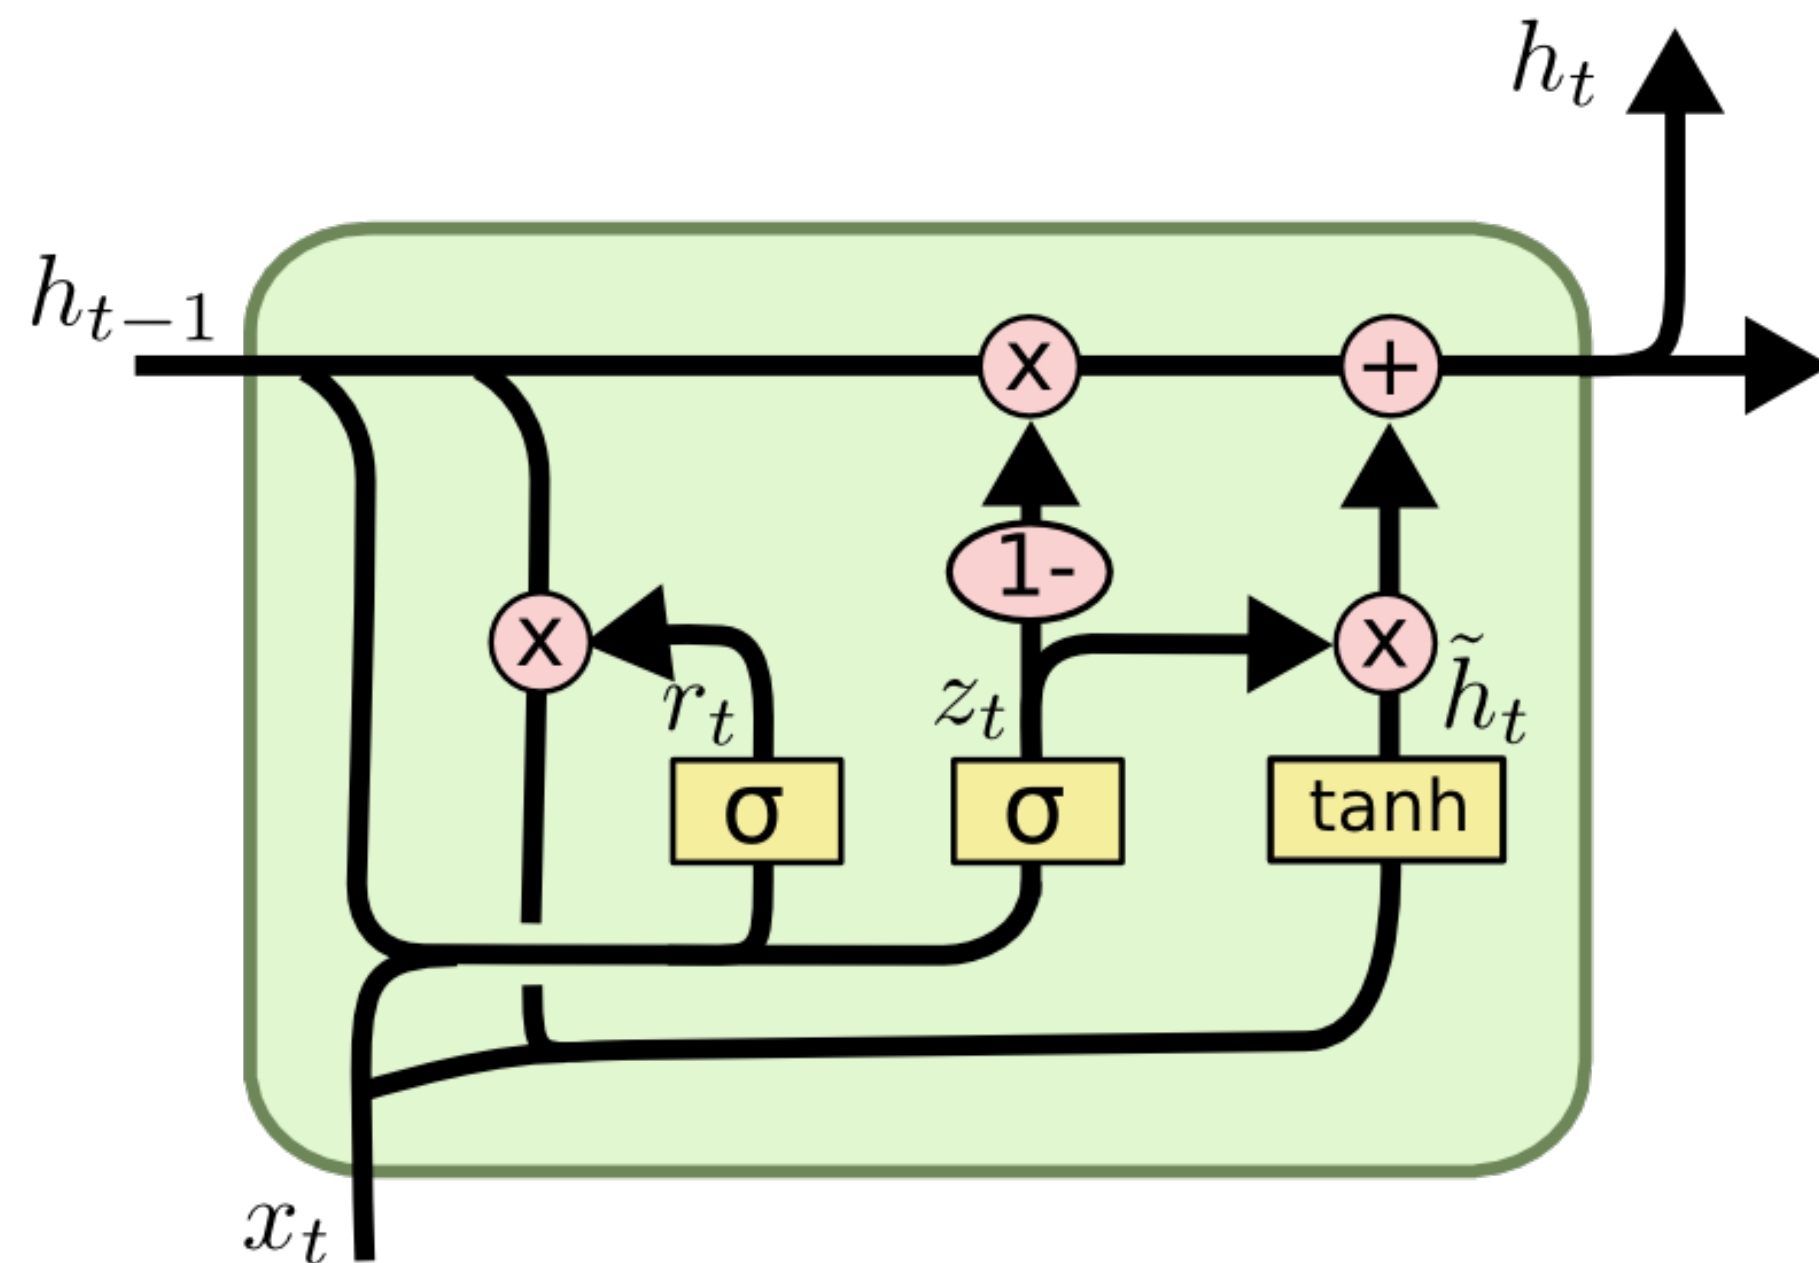 h_t
h_{t-1}
x +
1-
x x
r_t z_t h̃_t
σ σ tanh
x_t